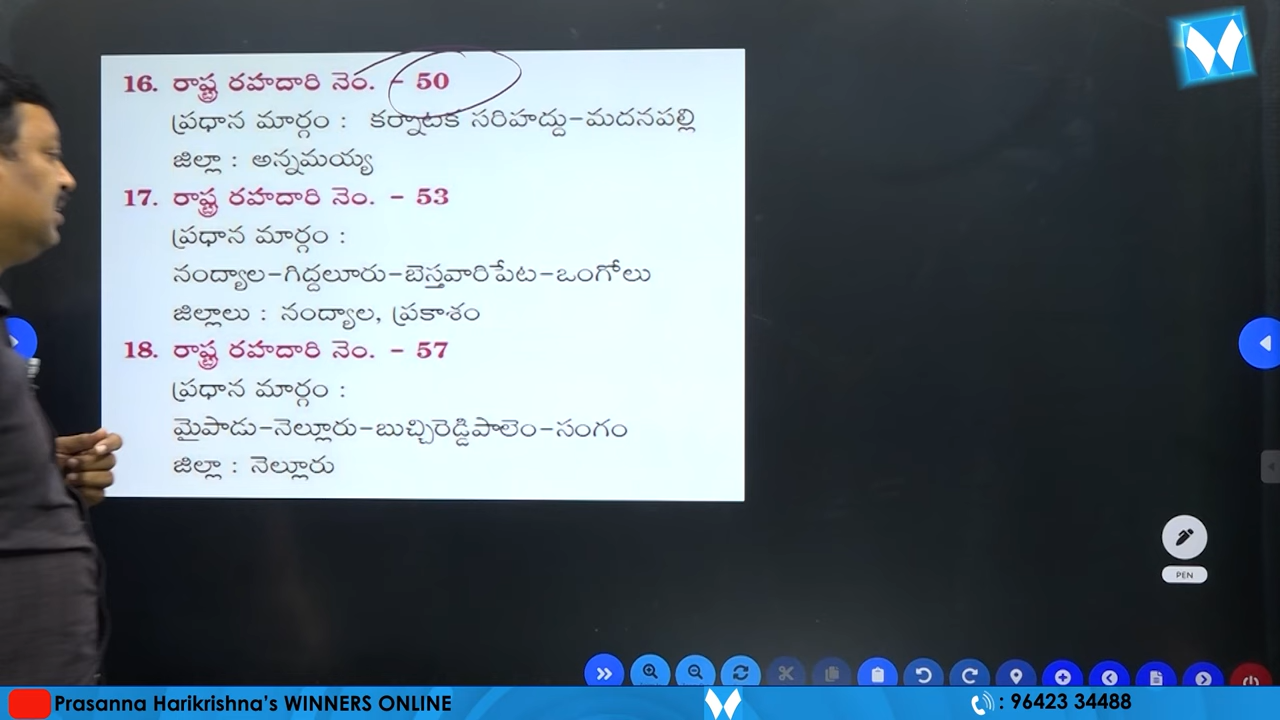 16. రాష్ట్ర రహదారి నెం. - 50
ప్రధాన మార్గం : కర్నాటక సరిహద్దు-మదనపల్లి
జిల్లా : అన్నమయ్య
17. రాష్ట్ర రహదారి నెం. - 53
ప్రధాన మార్గం :
నంద్యాల-గిద్దలూరు-బెస్తవారిపేట-ఒంగోలు
జిల్లాలు : నంద్యాల, ప్రకాశం
18. రాష్ట్ర రహదారి నెం. - 57
ప్రధాన మార్గం :
మైపాడు-నెల్లూరు-బుచ్చిరెడ్డిపాలెం-సంగం
జిల్లా : నెల్లూరు
PEN
Prasanna Harikrishna's WINNERS ONLINE
: 96423 34488